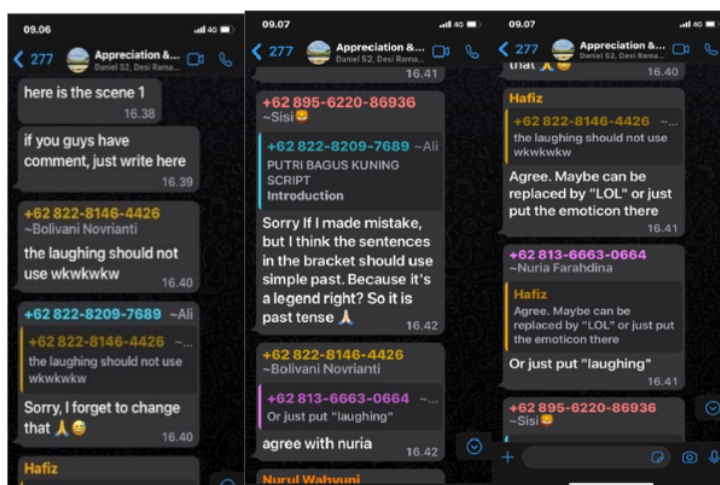 09.06
4G
277
Appreciation &...
Daniel S2, Desi Rama...
here is the scene 1
16.38
if you guys have
comment, just write here
16.39
+62 822-8146-4426
~Bolivani Novrianti
the laughing should not
use wkwkwkw
16.40
+62 822-8209-7689 ~Ali
+62 822-8146-4426 ~...
the laughing should not use
wkwkwkw
Sorry, I forget to change
that 🙏😅
16.40
Hafiz
09.07
4G
277
Appreciation &...
Daniel S2, Desi Rama...
16.41
+62 895-6220-86936
~Sisi
+62 822-8209-7689 ~Ali
PUTRI BAGUS KUNING
SCRIPT
Introduction
Sorry If I made mistake,
but I think the sentences
in the bracket should use
simple past. Because it's
a legend right? So it is
past tense 🙏🏻
16.42
+62 822-8146-4426
~Bolivani Novrianti
+62 813-6663-0664 ~...
Or just put "laughing"
agree with nuria
16.42
Nurul Wahyuni
09.07
4G
277
Appreciation &...
Daniel S2, Desi Rama...
that 🙏😅
16.40
Hafiz
+62 822-8146-4426 ~...
the laughing should not use
wkwkwkw
Agree. Maybe can be
replaced by "LOL" or just
put the emoticon there
16.41
+62 813-6663-0664
~Nuria Farahdina
Hafiz
Agree. Maybe can be
replaced by "LOL" or just put
the emoticon there
Or just put "laughing"
16.41
+62 895-6220-86936
~Sisi